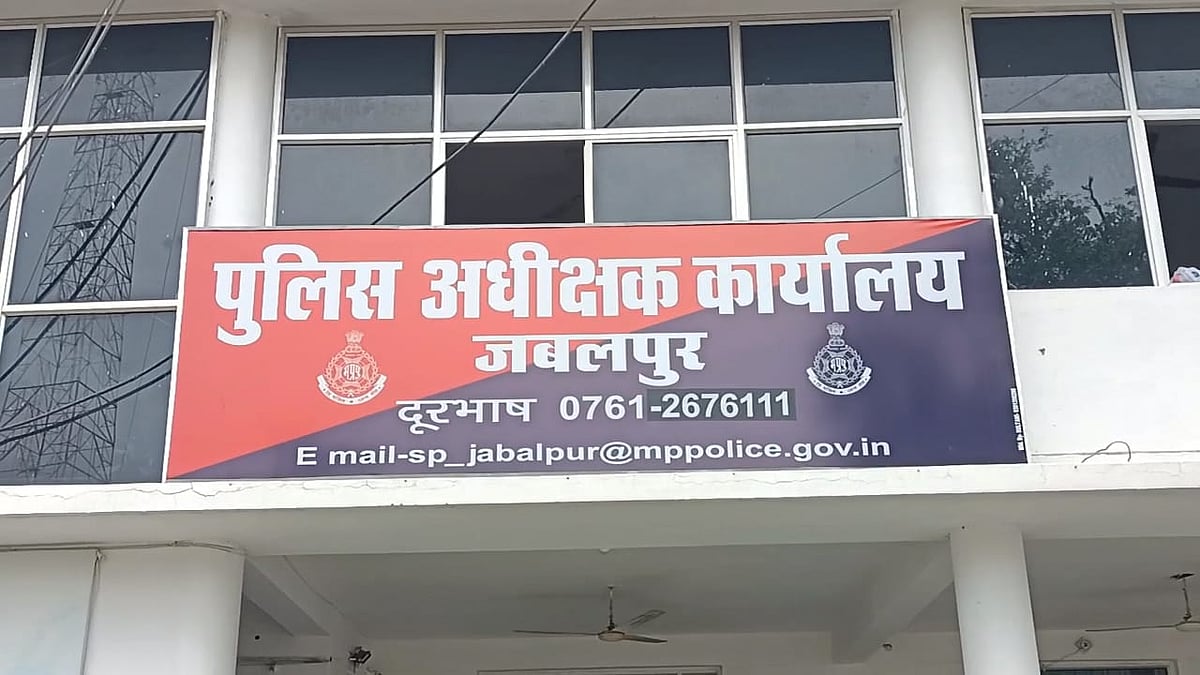 पुलिस अधीक्षक कार्यालय
जबलपुर
दूरभाष 0761-2676111
E mail-sp_jabalpur@mppolice.gov.in